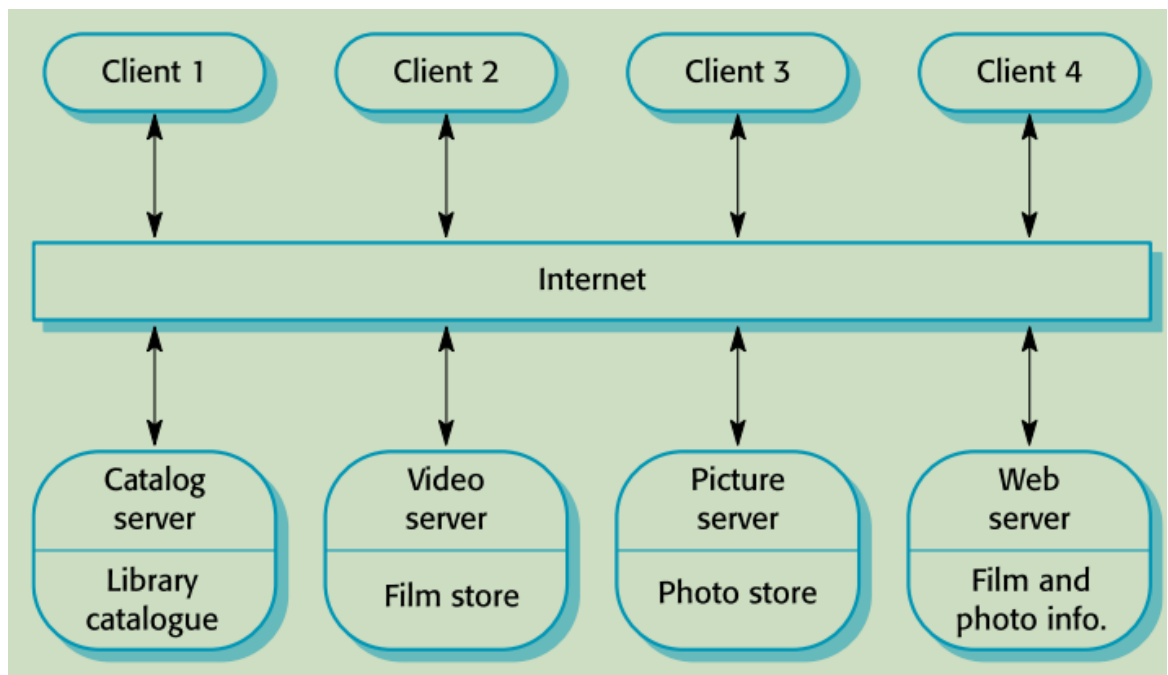 Client 1
Client 2
Client 3
Client 4
Internet
Catalog
server
Library
catalogue
Video
server
Film store
Picture
server
Photo store
Web
server
Film and
photo info.